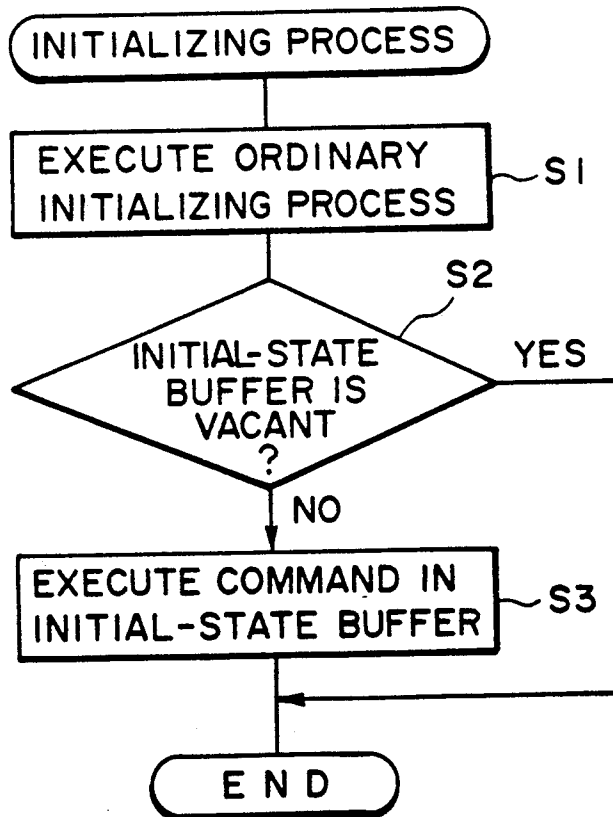 INITIALIZING PROCESS
EXECUTE ORDINARY
INITIALIZING PROCESS
S1
S2
INITIAL-STATE
BUFFER IS
VACANT
?
YES
NO
EXECUTE COMMAND IN
INITIAL-STATE BUFFER
S3
END